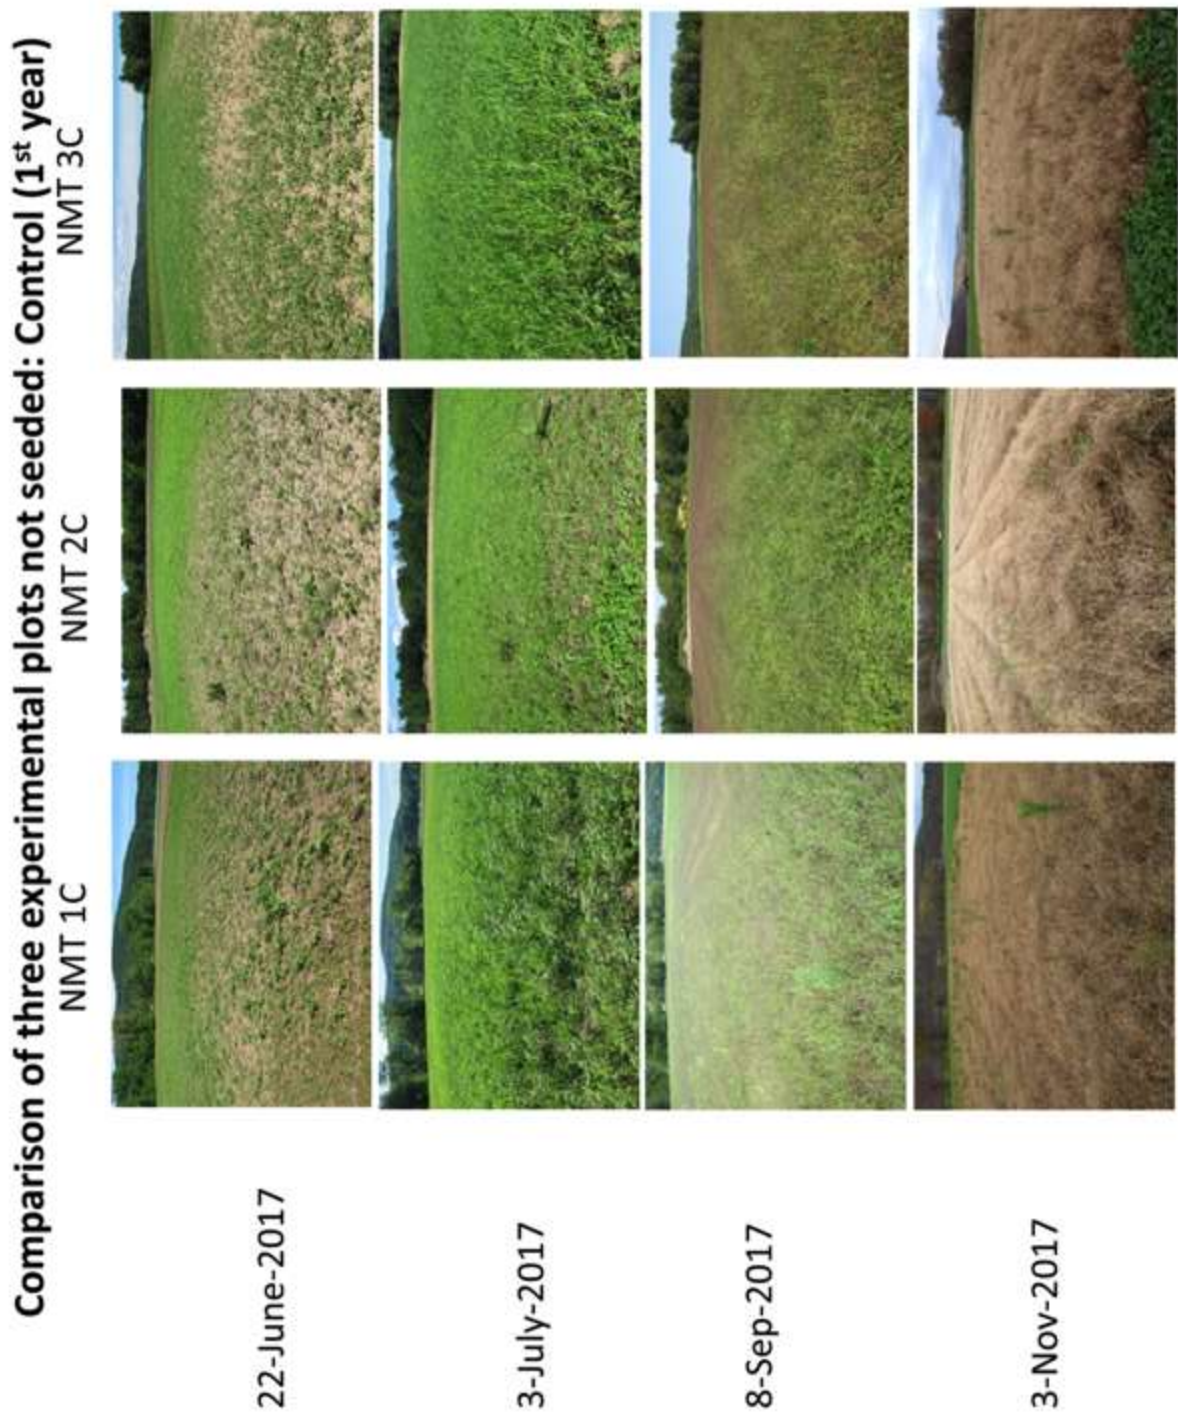 Comparison of three experimental plots not seeded: Control (1st year)
NMT 1C
NMT 2C
NMT 3C
22-June-2017
3-July-2017
8-Sep-2017
3-Nov-2017